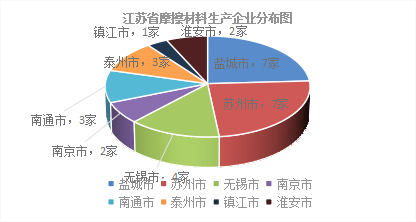 江苏省摩擦材料生产企业分布图
镇江市，1家
淮安市，2家
泰州市，3家
盐城市，7家
苏州市，7家
南通市，3家
南京市，2家
无锡市，4家
盐城市 苏州市 无锡市 南京市
南通市 泰州市 镇江市 淮安市